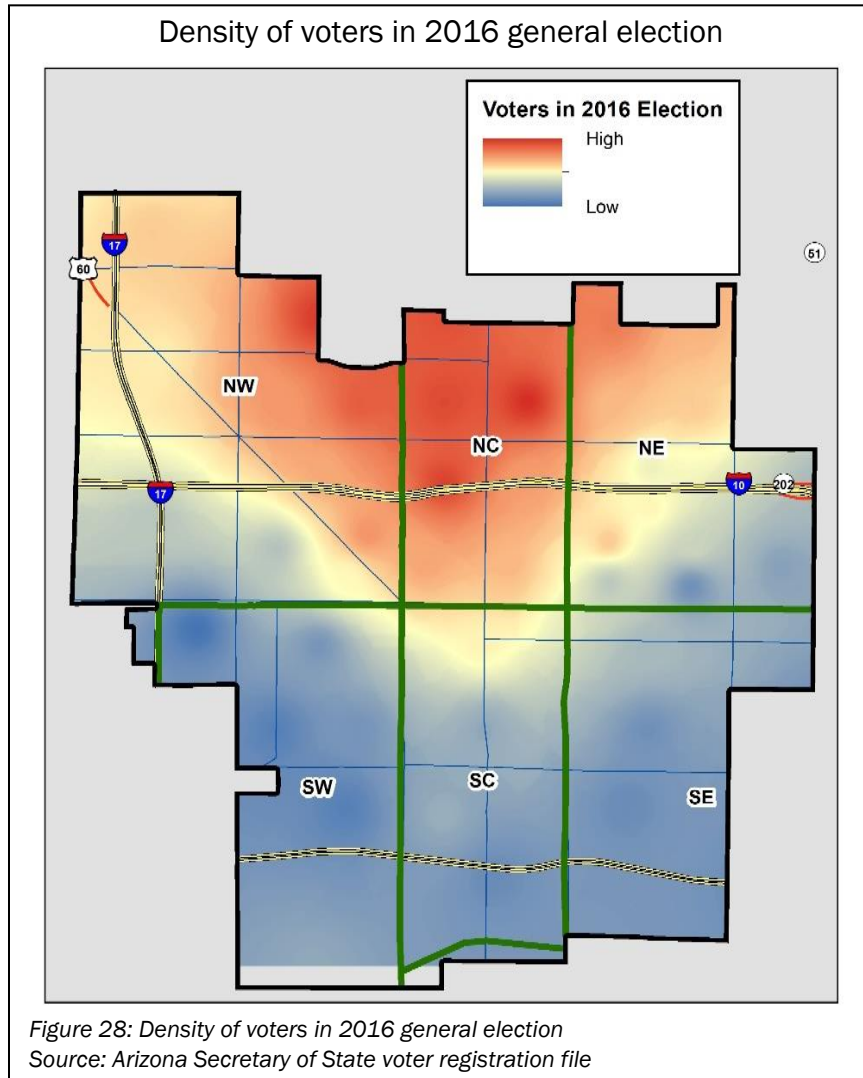 Density of voters in 2016 general election
Voters in 2016 Election
High
Low
17
60
51
NW
NC
NE
17
10
202
SW
SC
SE
Figure 28: Density of voters in 2016 general election
Source: Arizona Secretary of State voter registration file